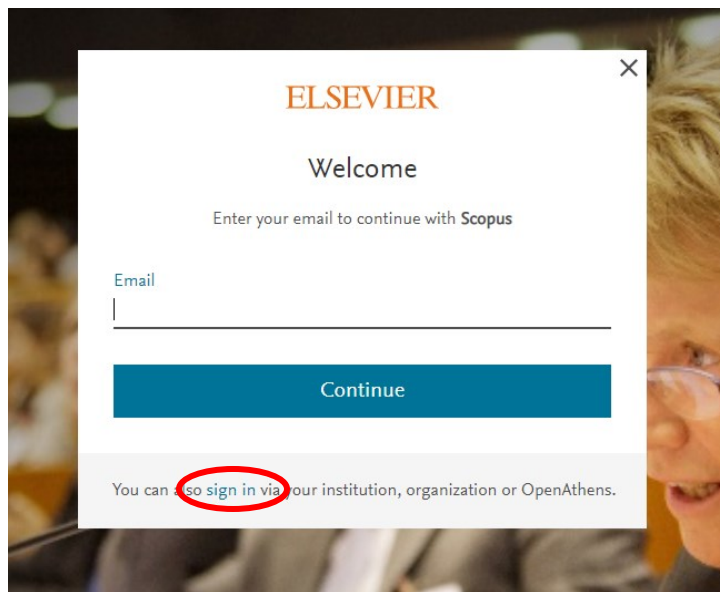 ELSEVIER
Welcome
Enter your email to continue with Scopus
Email
Continue
You can also sign in via your institution, organization or OpenAthens.